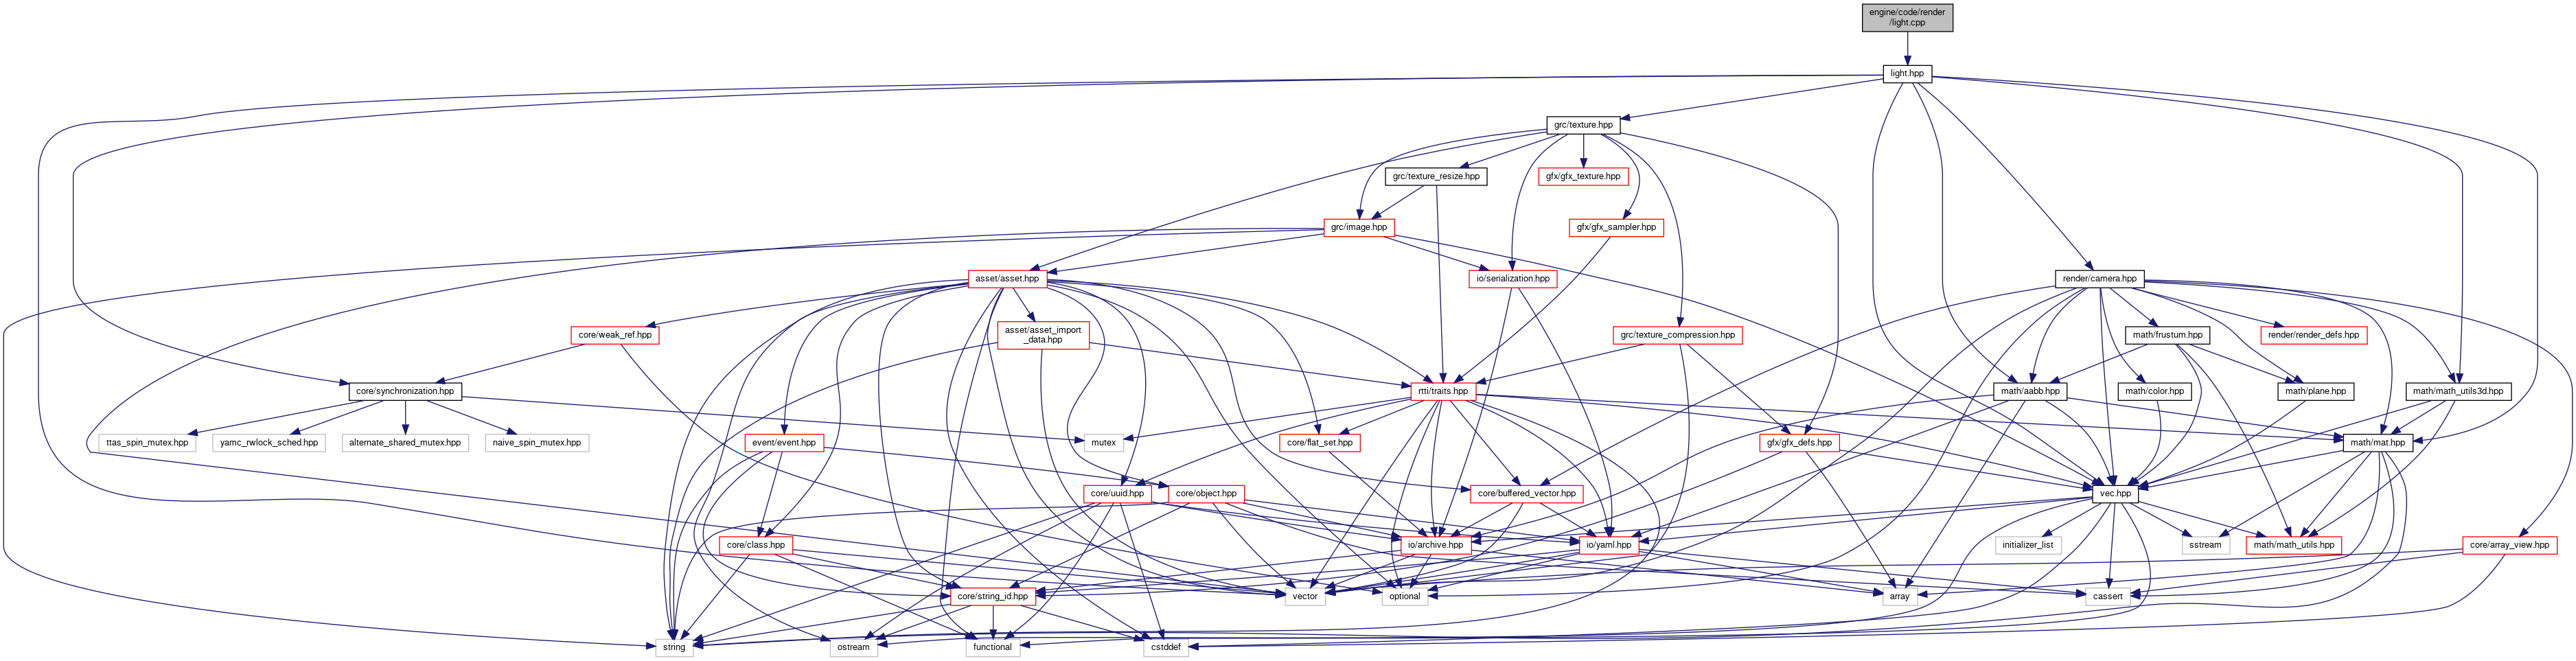 engine/code/render
/light.cpp
light.hpp
grc/texture.hpp
grc/texture_resize.hpp
gfx/gfx_texture.hpp
grc/image.hpp
gfx/gfx_sampler.hpp
asset/asset.hpp
io/serialization.hpp
render/camera.hpp
core/weak_ref.hpp
asset/asset_import
_data.hpp
grc/texture_compression.hpp
math/frustum.hpp
render/render_defs.hpp
core/synchronization.hpp
rtti/traits.hpp
math/aabb.hpp
math/color.hpp
math/plane.hpp
math/math_utils3d.hpp
ttas_spin_mutex.hpp
yamc_rwlock_sched.hpp
alternate_shared_mutex.hpp
naive_spin_mutex.hpp
event/event.hpp
mutex
core/flat_set.hpp
gfx/gfx_defs.hpp
math/mat.hpp
core/uuid.hpp
core/object.hpp
core/buffered_vector.hpp
vec.hpp
core/class.hpp
io/archive.hpp
io/yaml.hpp
initializer_list
sstream
math/math_utils.hpp
core/array_view.hpp
core/string_id.hpp
vector
optional
array
cassert
string
ostream
functional
cstddef